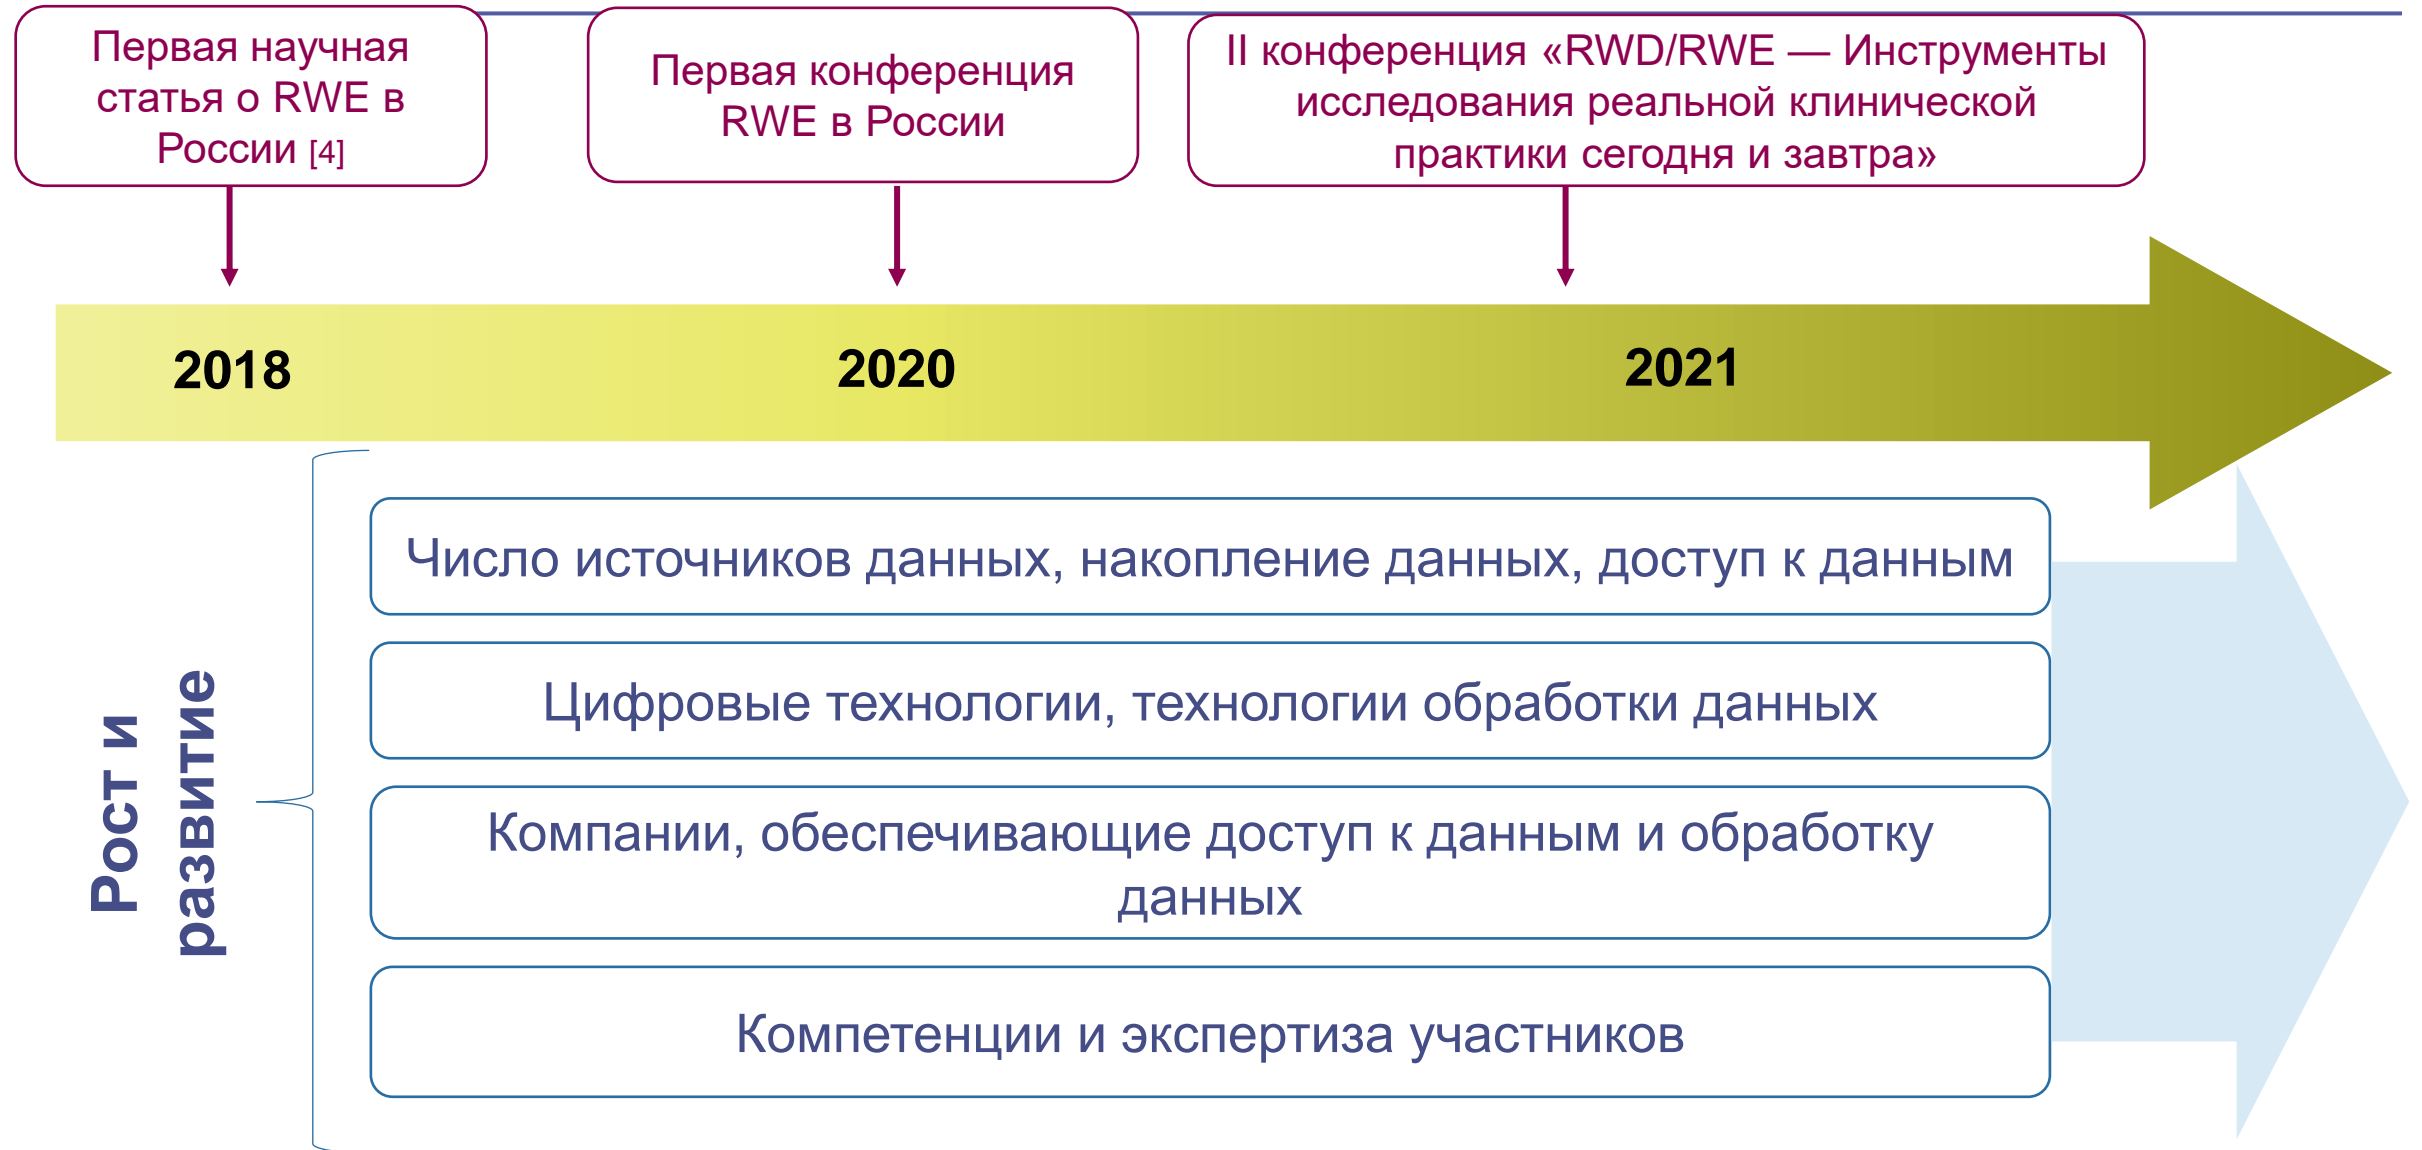 Первая научная
статья о RWE в
России [4]
Первая конференция
RWE в России
II конференция «RWD/RWE — Инструменты
исследования реальной клинической
практики сегодня и завтра»
2018
2020
2021
Рост и
развитие
Число источников данных, накопление данных, доступ к данным
Цифровые технологии, технологии обработки данных
Компании, обеспечивающие доступ к данным и обработку
данных
Компетенции и экспертиза участников